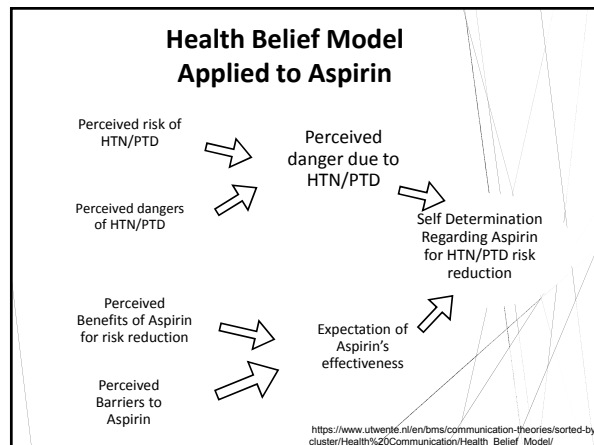 Health Belief Model
Applied to Aspirin
Perceived risk of
HTN/PTD
Perceived dangers
of HTN/PTD
Perceived
danger due to
HTN/PTD
Self Determination
Regarding Aspirin
for HTN/PTD risk
reduction
Perceived
Benefits of Aspirin
for risk reduction
Perceived
Barriers to
Aspirin
Expectation of
Aspirin's
effectiveness
https://www.utwente.nl/en/bms/communication-theories/sorted-by-
cluster/Health%20Communication/Health_Belief_Model/